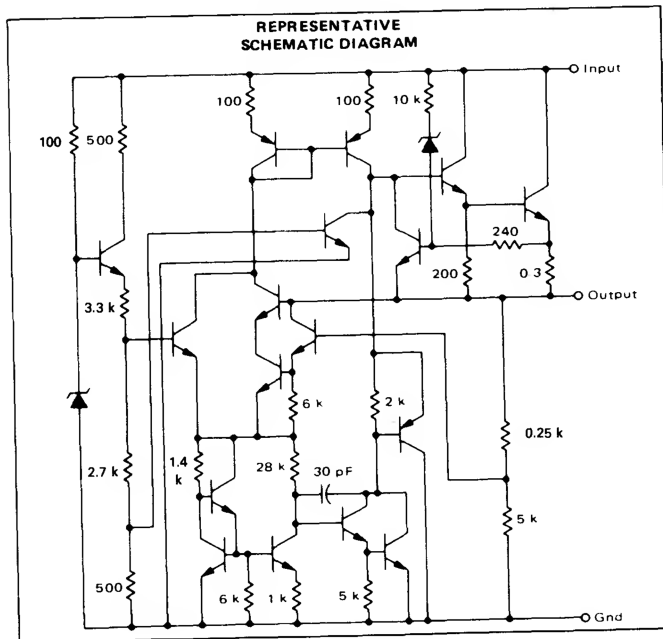 REPRESENTATIVE
SCHEMATIC DIAGRAM
Input
100
500
100
100
10 k
240
200
0.3
3.3 k
Output
6 k
2 k
0.25 k
2.7 k
1.4
k
28 k
30 pF
5 k
500
6 k
1 k
5 k
Gnd